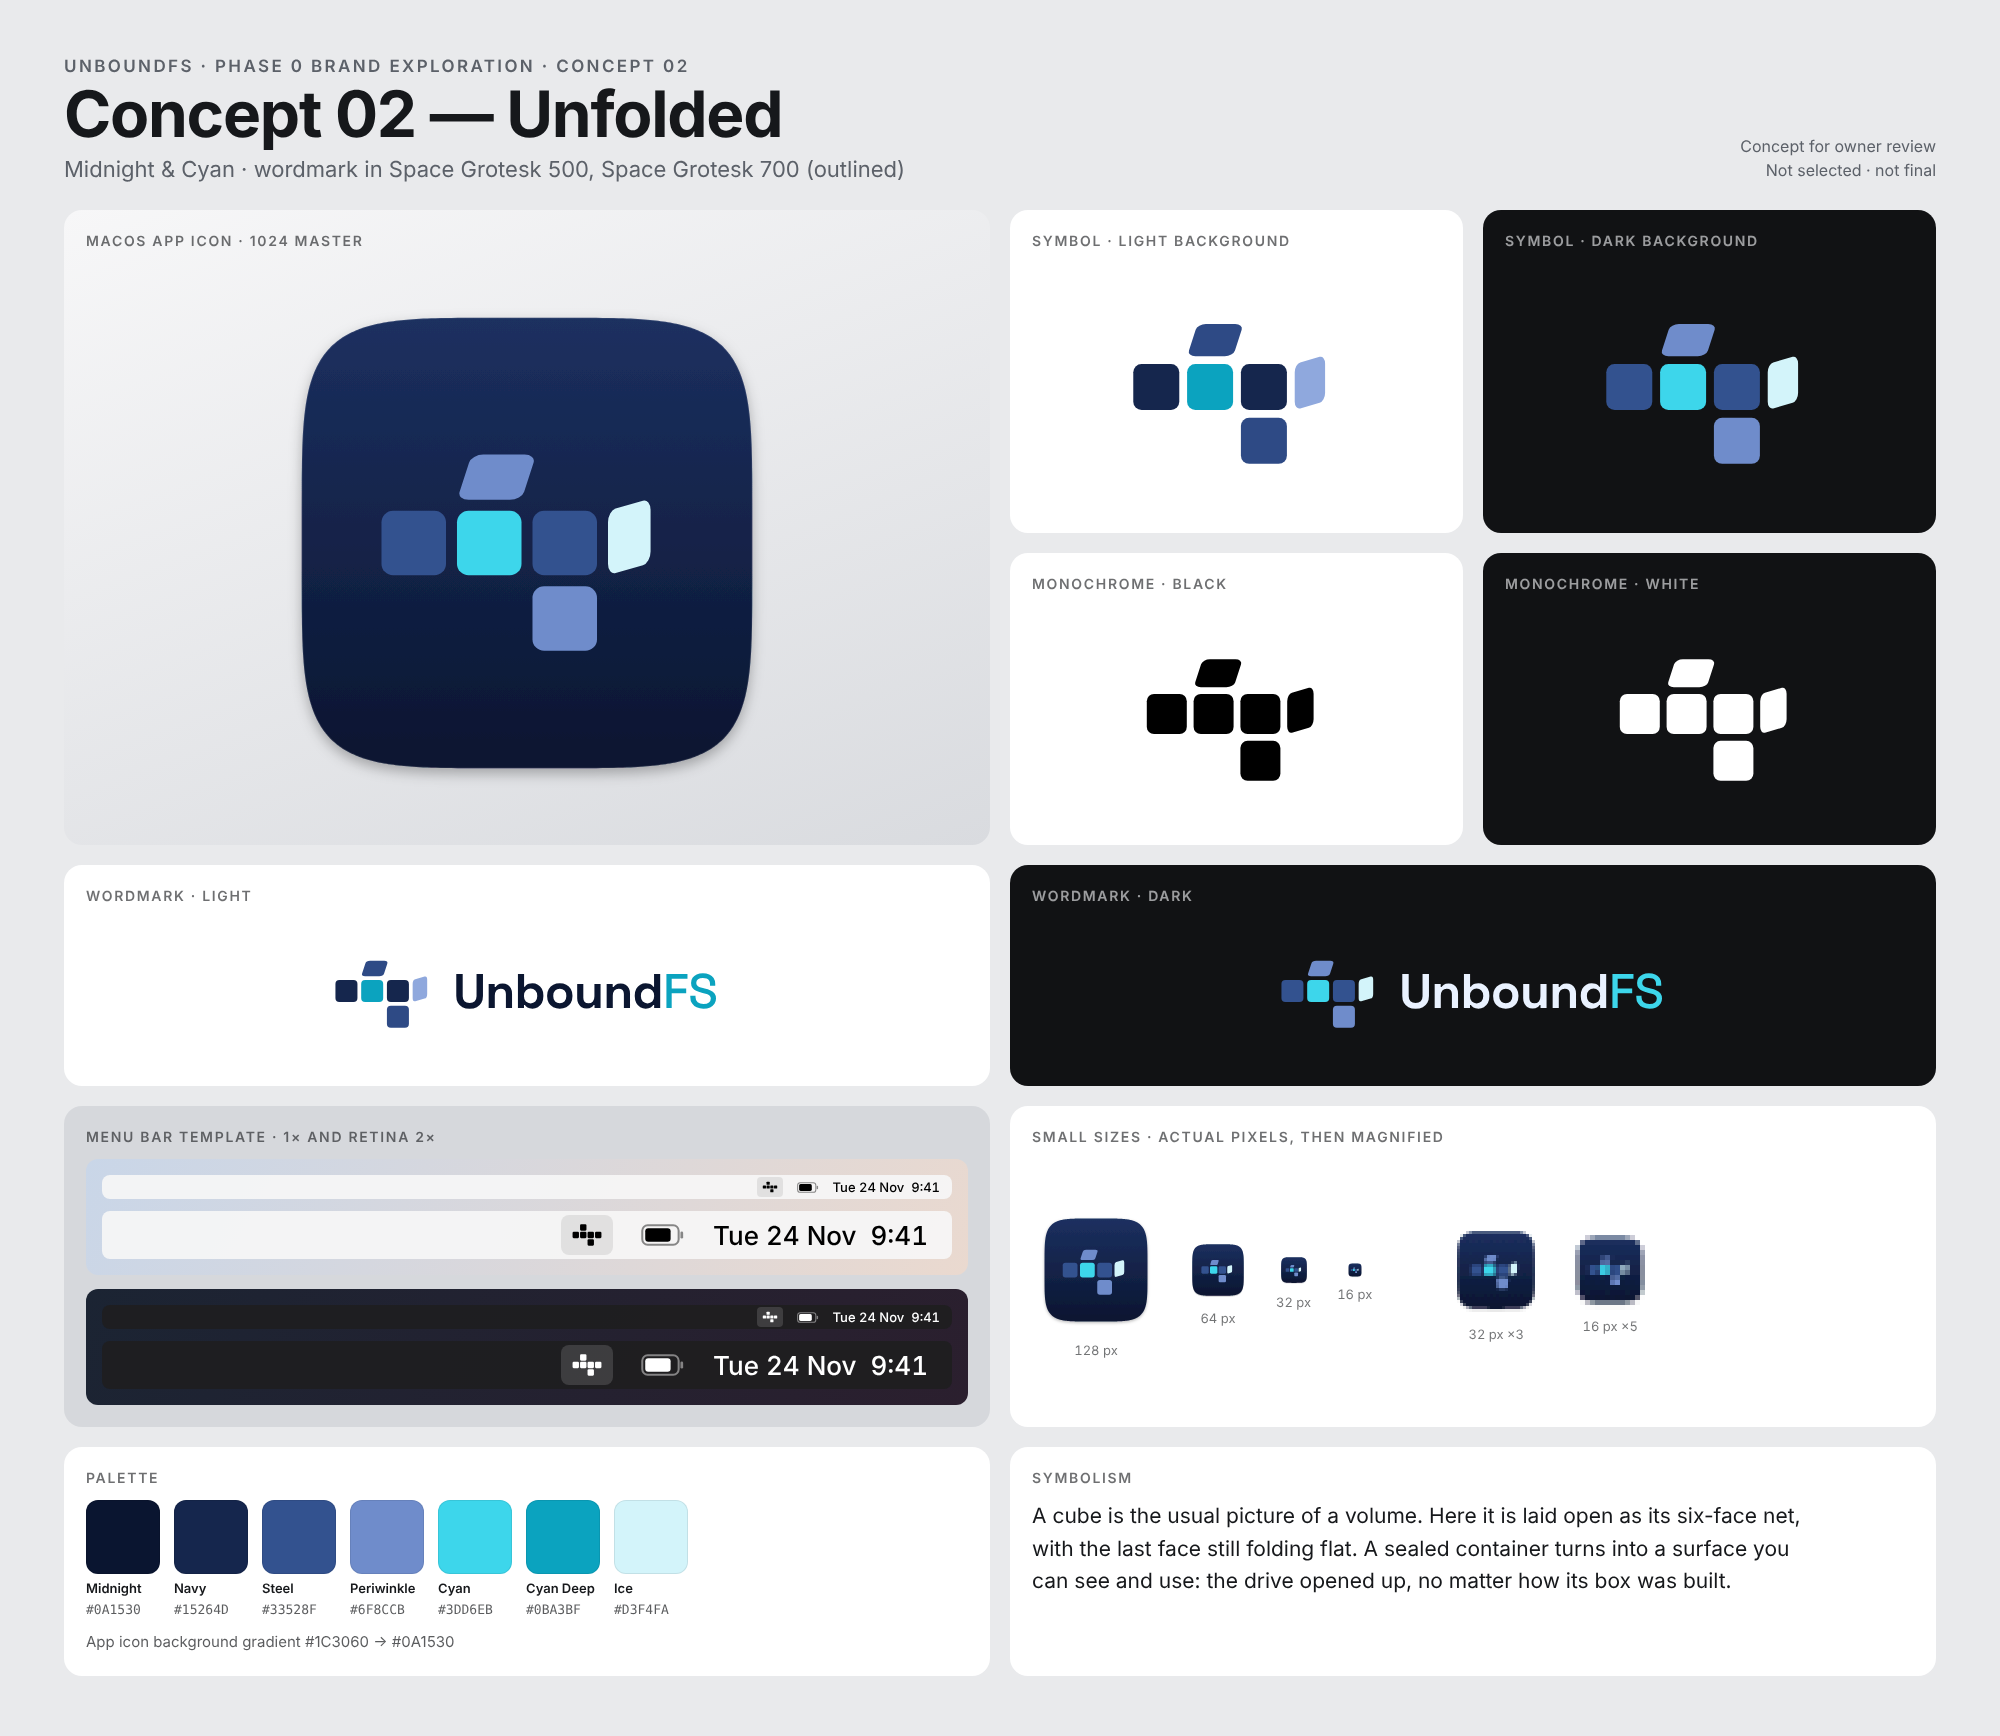 UNBOUNDFS · PHASE 0 BRAND EXPLORATION · CONCEPT 02
Concept 02 — Unfolded
Midnight & Cyan · wordmark in Space Grotesk 500, Space Grotesk 700 (outlined)
Concept for owner review
Not selected · not final
MACOS APP ICON · 1024 MASTER
SYMBOL · LIGHT BACKGROUND
SYMBOL · DARK BACKGROUND
MONOCHROME · BLACK
MONOCHROME · WHITE
WORDMARK · LIGHT
UnboundFS
WORDMARK · DARK
UnboundFS
MENU BAR TEMPLATE · 1× AND RETINA 2×
Tue 24 Nov 9:41
Tue 24 Nov 9:41
Tue 24 Nov 9:41
Tue 24 Nov 9:41
SMALL SIZES · ACTUAL PIXELS, THEN MAGNIFIED
128 px
64 px
32 px
16 px
32 px ×3
16 px ×5
PALETTE
Midnight Navy Steel Periwinkle Cyan Cyan Deep Ice
#0A1530 #15264D #33528F #6F8CCB #3DD6EB #0BA3BF #D3F4FA
App icon background gradient #1C3060 → #0A1530
SYMBOLISM
A cube is the usual picture of a volume. Here it is laid open as its six-face net,
with the last face still folding flat. A sealed container turns into a surface you
can see and use: the drive opened up, no matter how its box was built.